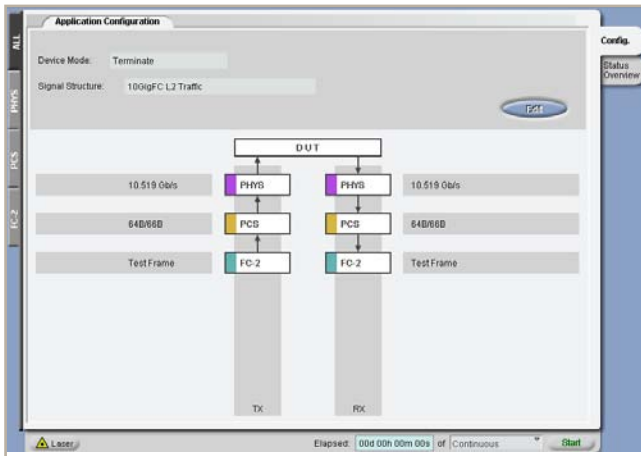 Application Configuration
ALL
PHYS
PCS
FC-2
Config.
Status
Overview
Device Mode: Terminate
Signal Structure: 10GigFC L2 Traffic
Edit
DUT
10.519 Gb/s PHYS PHYS 10.519 Gb/s
64B/66B PCS PCS 64B/66B
Test Frame FC-2 FC-2 Test Frame
TX RX
Laser Elapsed: 00d 00h 00m 00s of Continuous Start